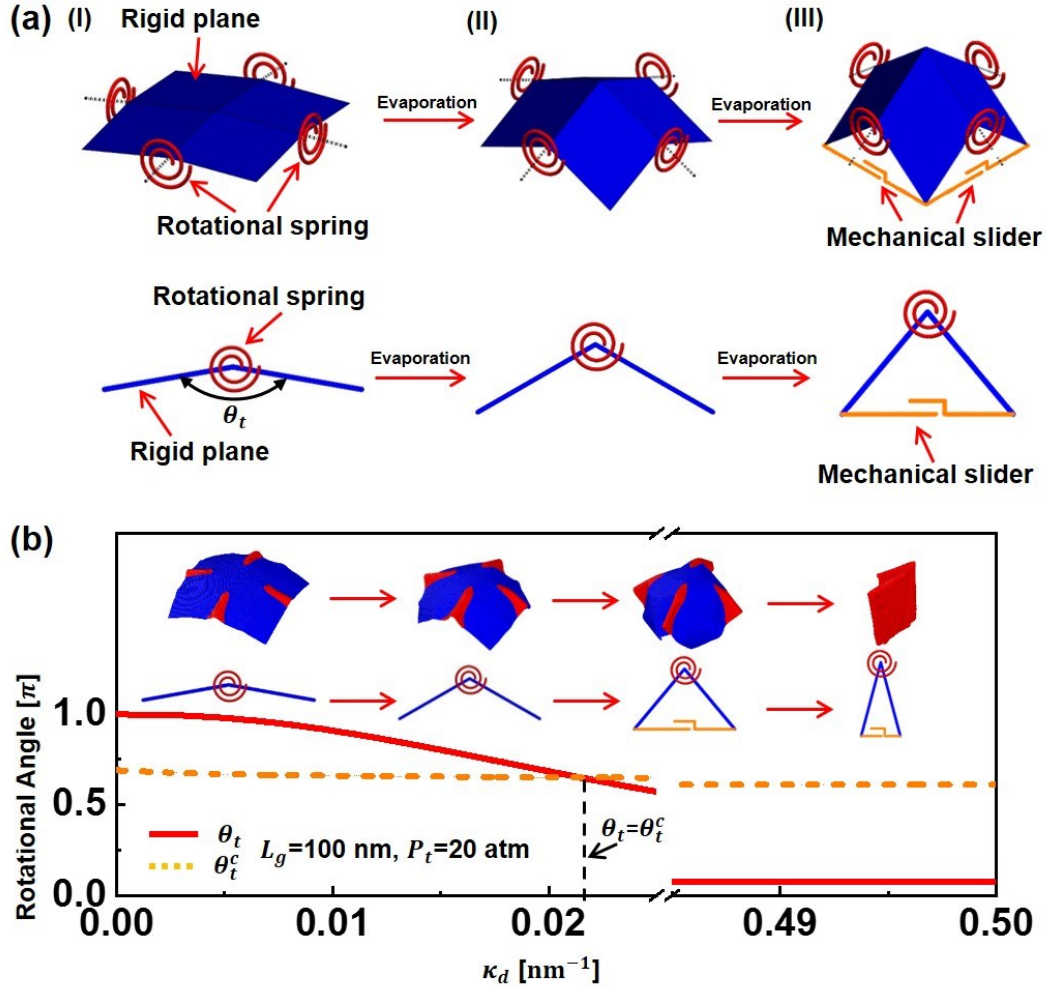 (a)
(I)
Rigid plane
(II)
(III)
Evaporation
Evaporation
Rotational spring
Mechanical slider
Rotational spring
Evaporation
Evaporation
θt
Rigid plane
Mechanical slider
(b)
Rotational Angle [π]
1.0
0.5
0.0
θt
θt^c
Lg=100 nm, Pt=20 atm
θt=θt^c
0.00
0.01
0.02
0.49
0.50
κd [nm⁻¹]